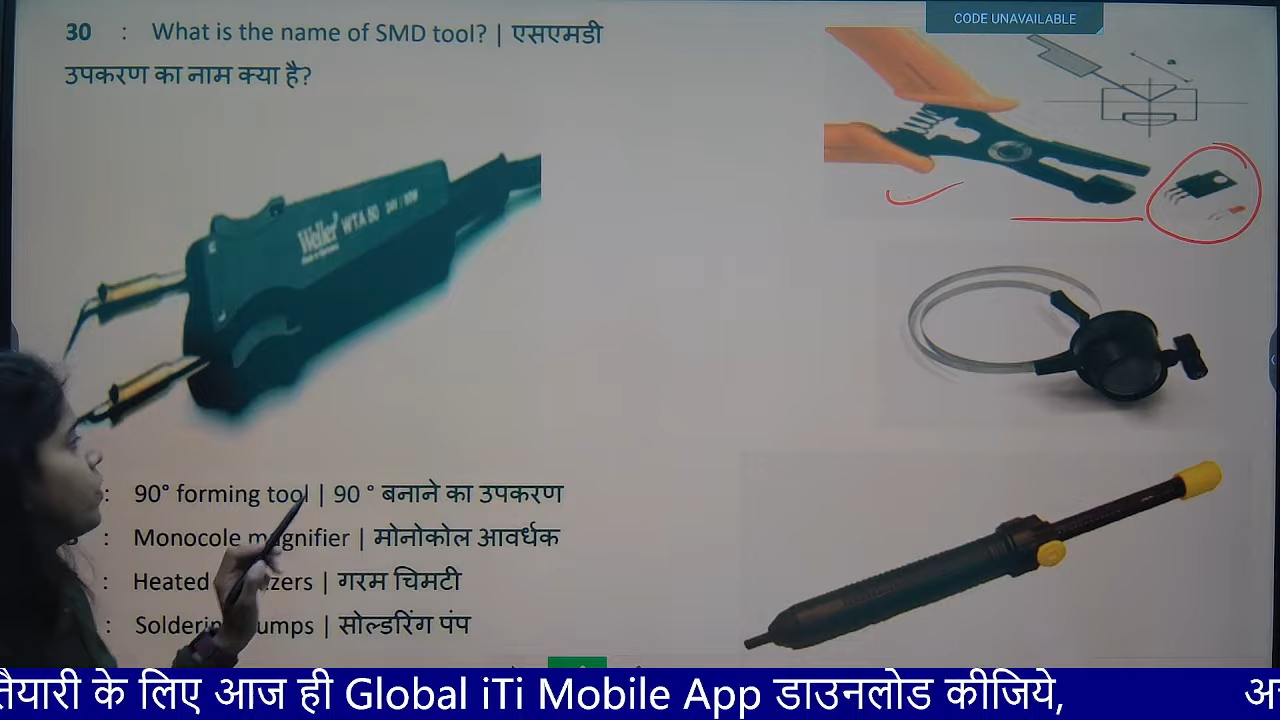 CODE UNAVAILABLE
30 : What is the name of SMD tool? | एसएमडी
उपकरण का नाम क्या है?
Weller WTA 50
: 90° forming tool | 90 ° बनाने का उपकरण
: Monocole magnifier | मोनोकोल आवर्धक
: Heated | गरम चिमटी
: | सोल्डरिंग पंप
तैयारी के लिए आज ही Global iTi Mobile App डाउनलोड कीजिये,